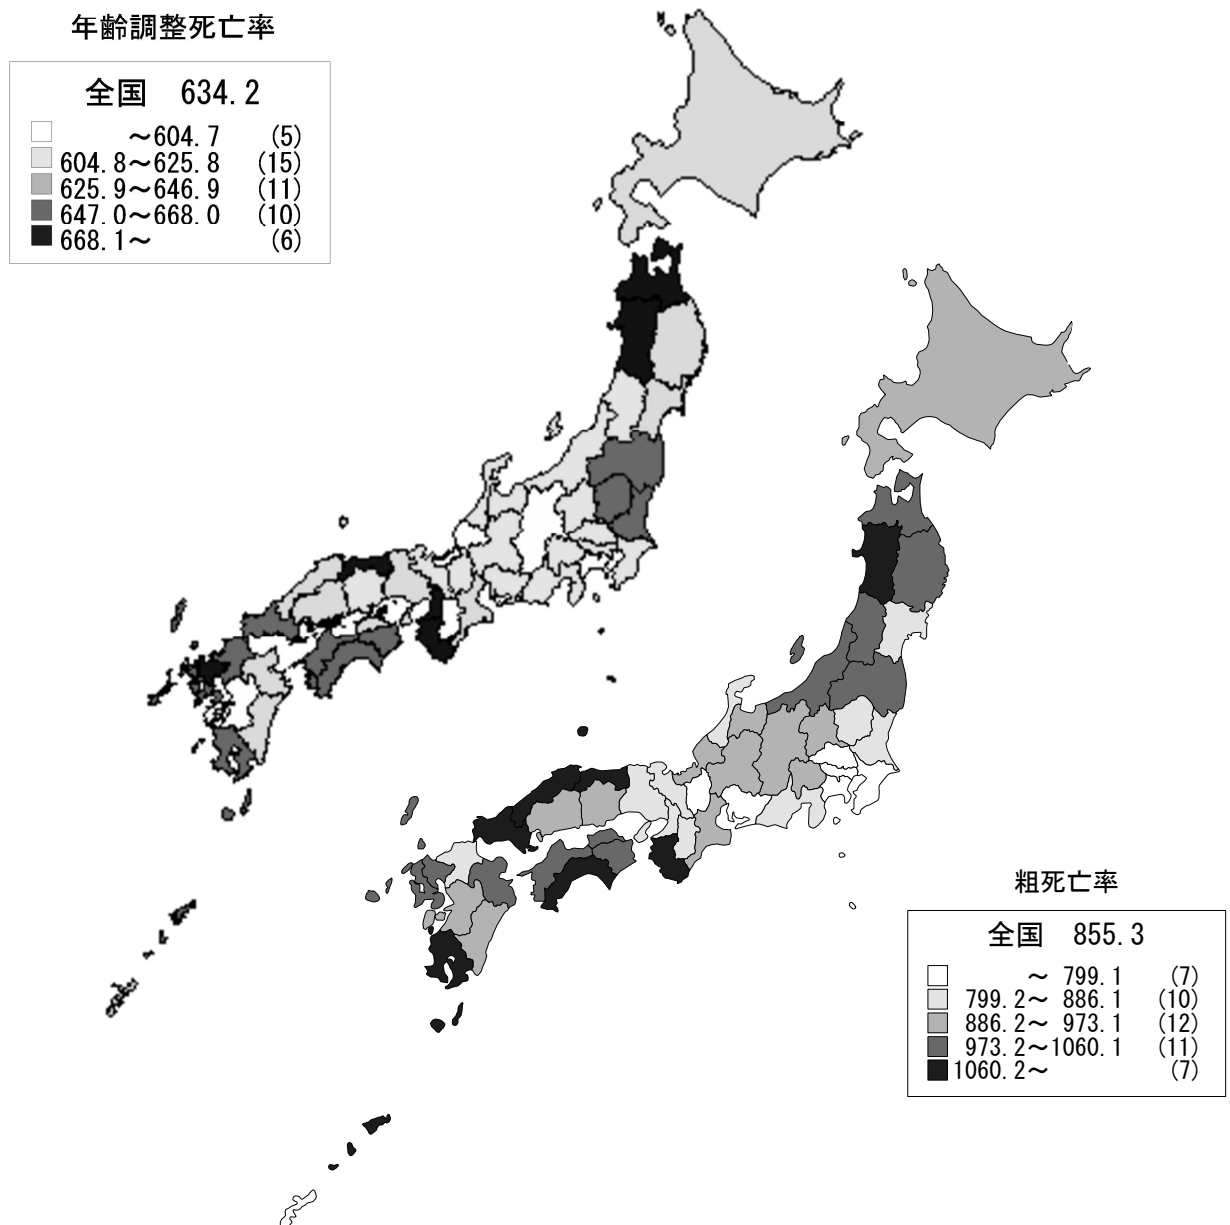 年齢調整死亡率
全国 634.2
～604.7 (5)
604.8～625.8 (15)
625.9～646.9 (11)
647.0～668.0 (10)
668.1～ (6)
粗死亡率
全国 855.3
～ 799.1 (7)
799.2～ 886.1 (10)
886.2～ 973.1 (12)
973.2～1060.1 (11)
1060.2～ (7)